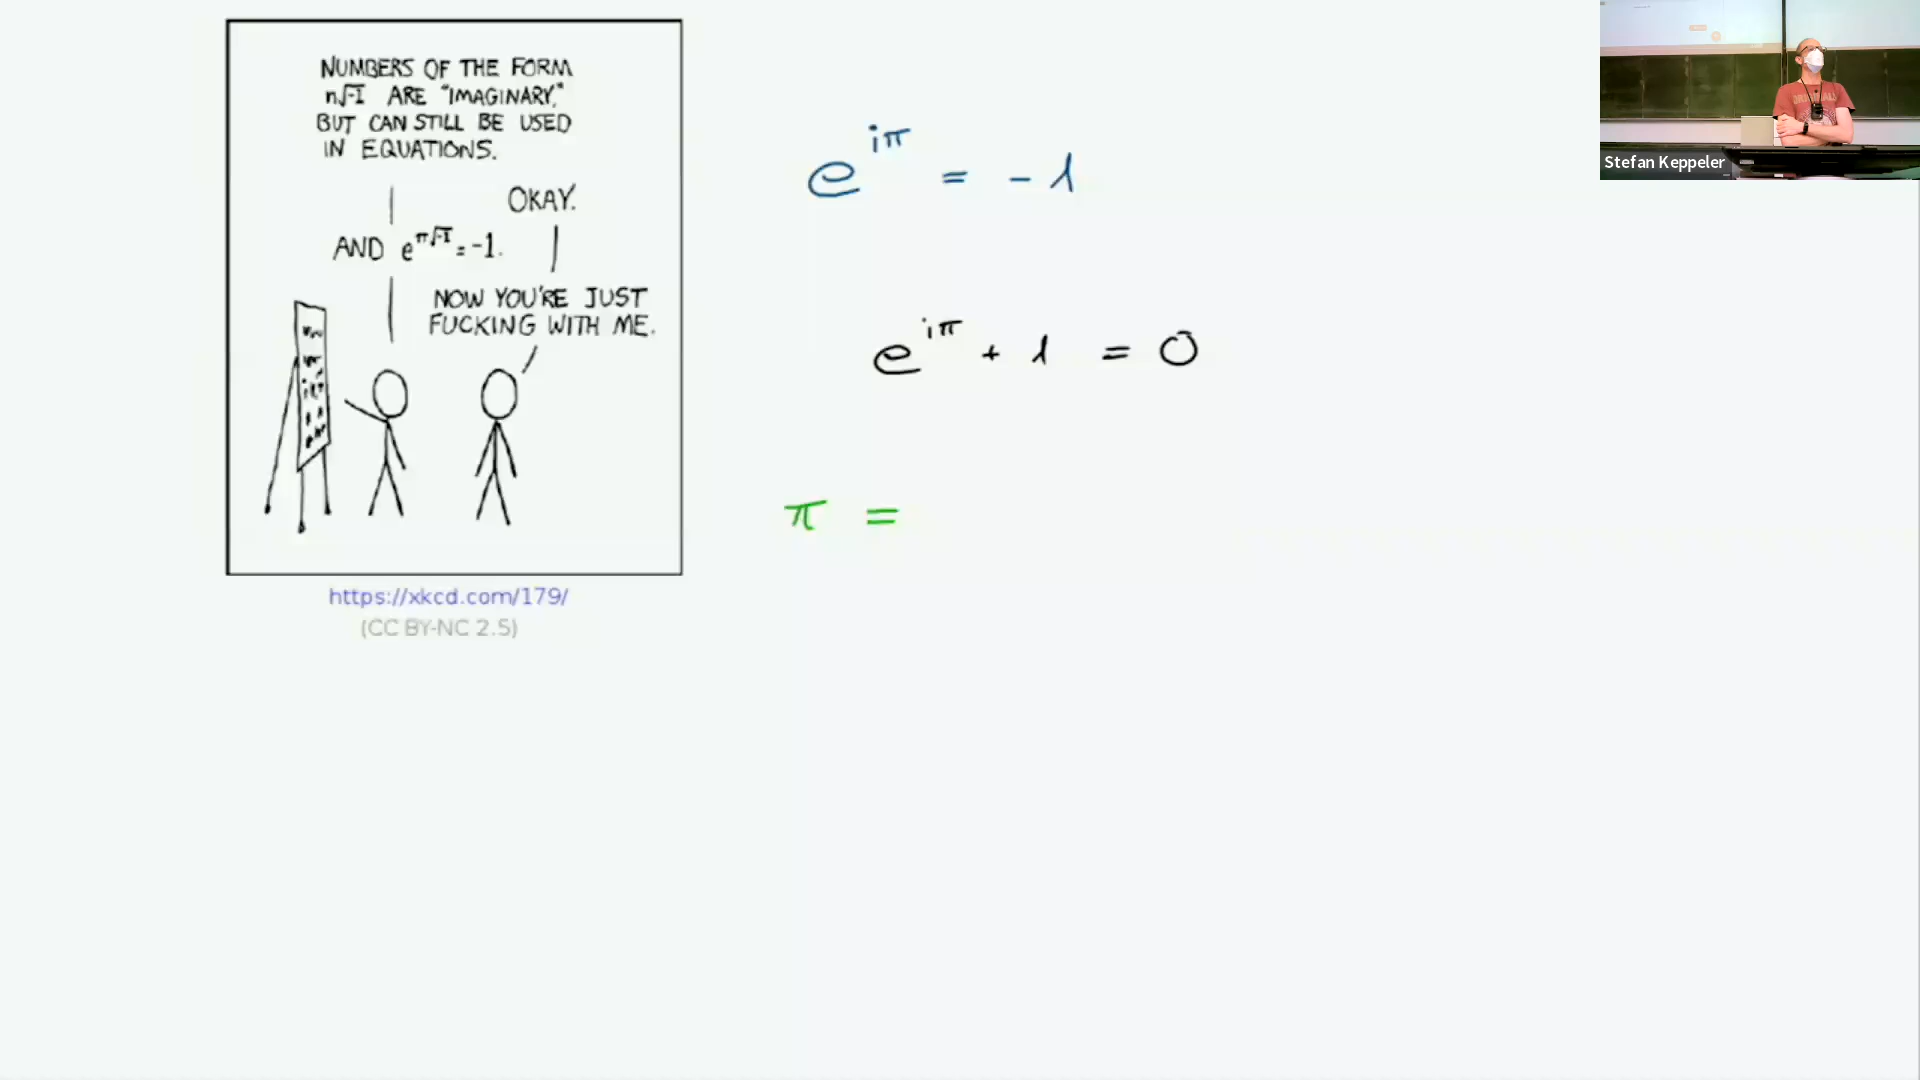 NUMBERS OF THE FORM
n√-1 ARE "IMAGINARY,"
BUT CAN STILL BE USED
IN EQUATIONS.
OKAY.
AND e^π√-1 = -1.
NOW YOU'RE JUST
FUCKING WITH ME.
https://xkcd.com/179/
(CC BY-NC 2.5)
e^iπ = -1
e^iπ + 1 = 0
π =
Stefan Keppeler